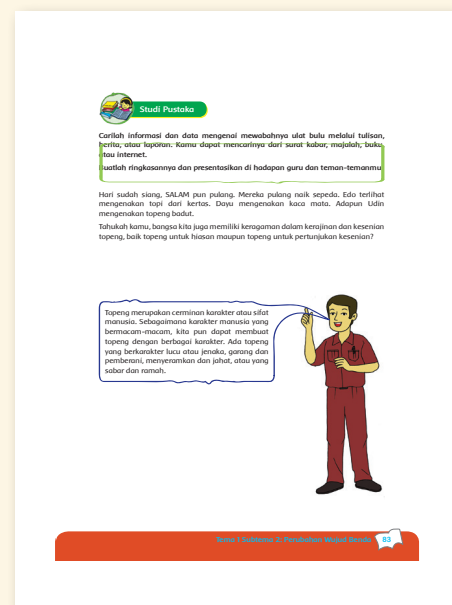 Studi Pustaka
Carilah informasi dan data mengenai mewabahnya ulat bulu melalui tulisan,
berita, atau laporan. Kamu dapat mencarinya dari surat kabar, majalah, buku
atau internet.
Buatlah ringkasannya dan presentasikan di hadapan guru dan teman-temanmu
Hari sudah siang, SALAM pun pulang. Mereka pulang naik sepeda. Edo terlihat
mengenakan topi dari kertas. Dayu mengenakan kaca mata. Adapun Udin
mengenakan topeng badut.
Tahukah kamu, bangsa kita juga memiliki keragaman dalam kerajinan dan kesenian
topeng, baik topeng untuk hiasan maupun topeng untuk pertunjukan kesenian?
Topeng merupakan cerminan karakter atau sifat
manusia. Sebagaimana karakter manusia yang
bermacam-macam, kita pun dapat membuat
topeng dengan berbagai karakter. Ada topeng
yang berkarakter lucu atau jenaka, garang dan
pemberani, menyeramkan dan jahat, atau yang
sabar dan ramah.
Subtema 2: Perubahan Wujud Benda 83